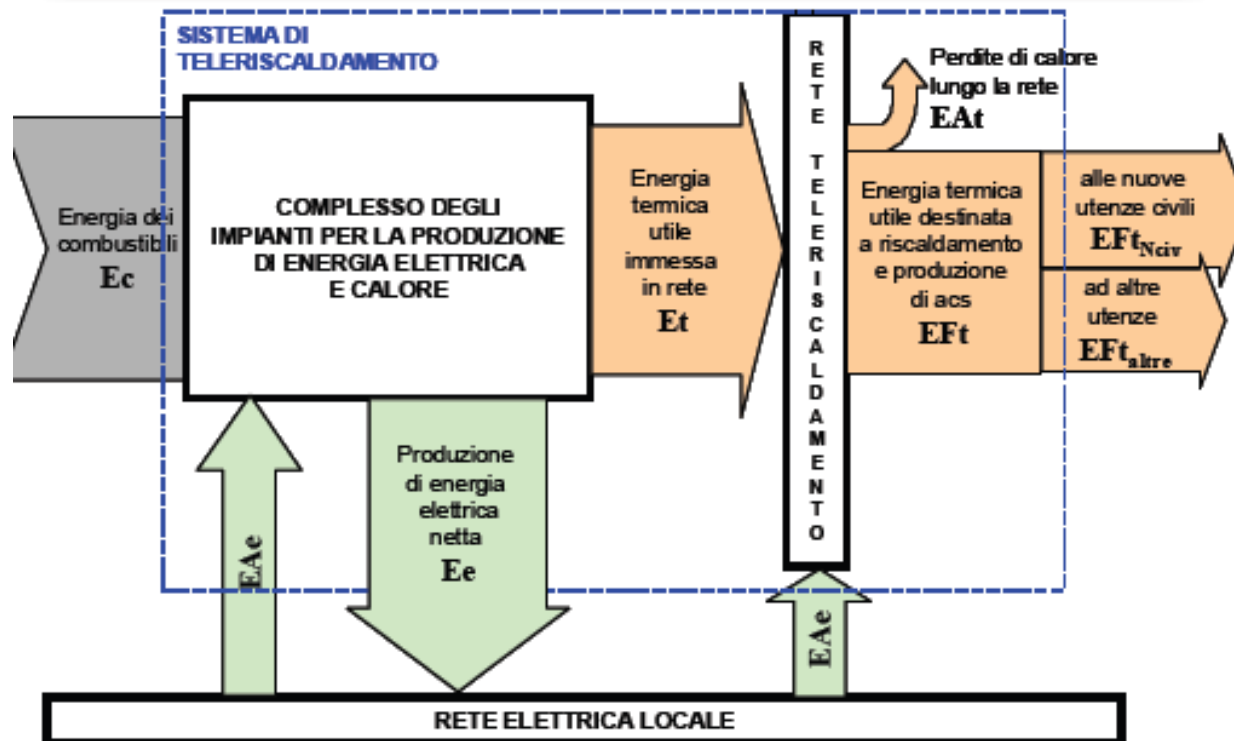 SISTEMA DI
TELERISCALDAMENTO
Energia dei
combustibili
Ec
COMPLESSO DEGLI
IMPIANTI PER LA PRODUZIONE
DI ENERGIA ELETTRICA
E CALORE
Energia
termica
utile
immessa
in rete
Et
RETE TELERISCALDAMENTO
Perdite di calore
lungo la rete
EAt
Energia termica
utile destinata
a riscaldamento
e produzione
di acs
EFt
alle nuove
utenze civili
EFt_Nciv
ad altre
utenze
EFt_altre
EAe
Produzione
di energia
elettrica
netta
Ee
EAe
RETE ELETTRICA LOCALE